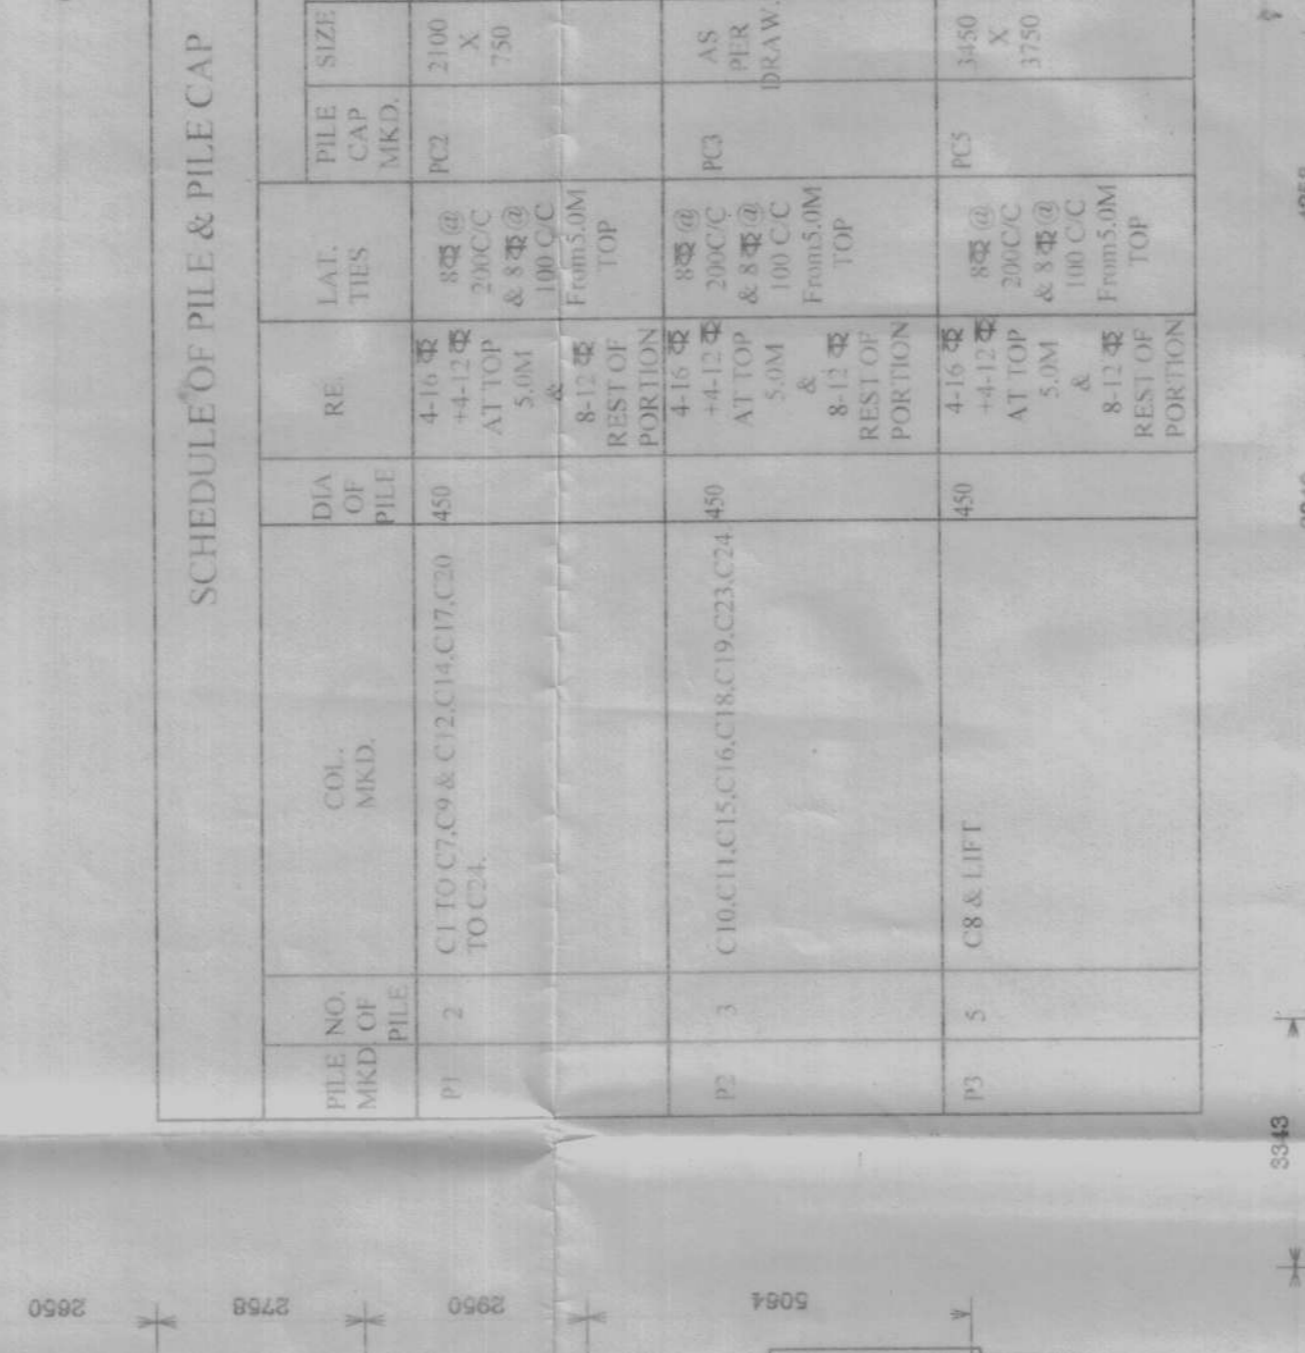 SCHEDULE OF PILE & PILE CAP
PILE MKD
NO. OF PILE
COL. MKD.
DIA OF PILE
RE.
LAT. TIES
PILE CAP MKD.
SIZE
P1
2
C1 TO C7,C9 & C12,C14,C17,C20
TO C24.
450
4-16
+4-12
AT TOP
5.0M
&
8-12
REST OF
PORTION
8 @
200C/C
& 8 @
100 C/C
From5.0M
TOP
PC2
2100
X
750
P2
3
C10,C11,C15,C16,C18,C19,C23,C24.
450
4-16
+4-12
AT TOP
5.0M
&
8-12
REST OF
PORTION
8 @
200C/C
& 8 @
100 C/C
From5.0M
TOP
PC3
AS
PER
DRAW.
P3
5
C8 & LIFT
450
4-16
+4-12
AT TOP
5.0M
&
8-12
REST OF
PORTION
8 @
200C/C
& 8 @
100 C/C
From5.0M
TOP
PC5
3450
X
3750
3343
2650
2758
2950
5064